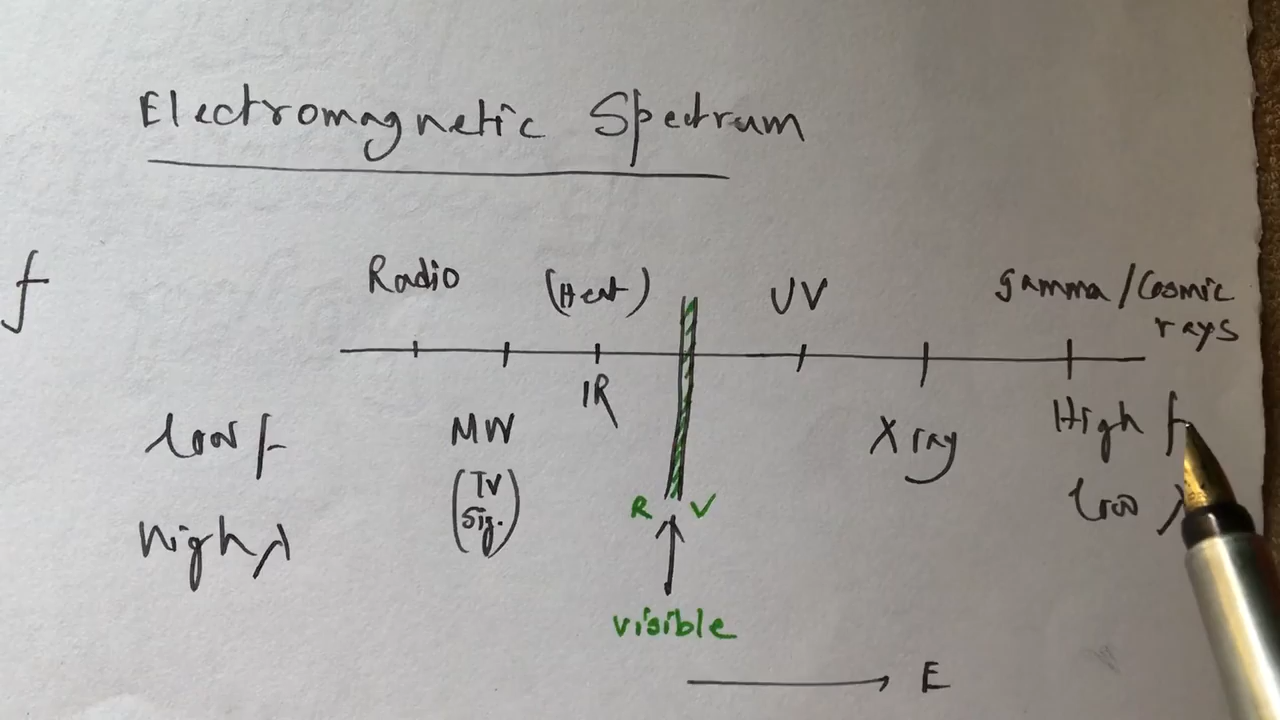 Electromagnetic Spectrum
f
Radio
(Heat)
UV
gamma/Cosmic
rays
IR
low f
MW
X ray
High f
(TV
Sig.)
R V
low λ
high λ
visible
E